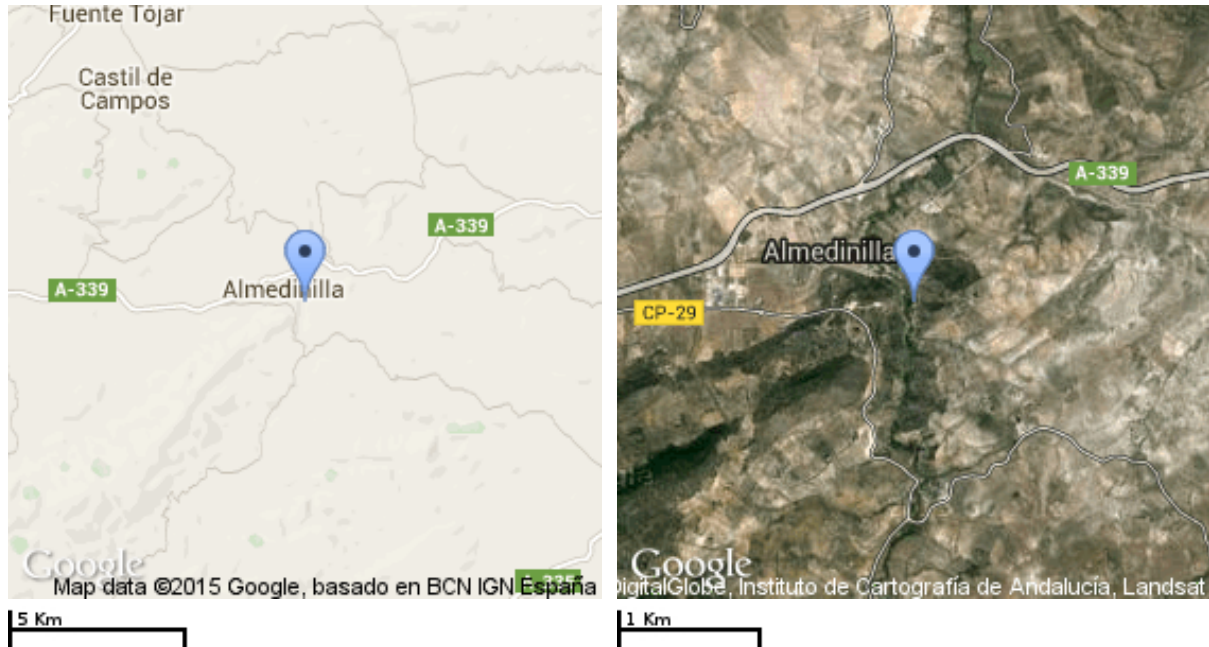 Fuente Tójar
Castil de
Campos
A-339
A-339
Almedinilla
Google
Map data ©2015 Google, basado en BCN IGN España
5 Km
A-339
Almedinilla
CP-29
Google
DigitalGlobe, Instituto de Cartografía de Andalucía, Landsat
1 Km